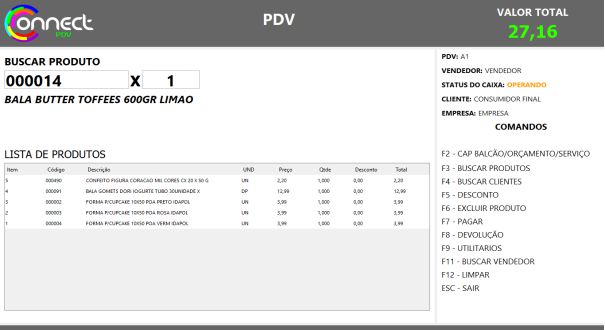 Connect
PDV
PDV
VALOR TOTAL
27,16
BUSCAR PRODUTO
000014 X 1
BALA BUTTER TOFFEES 600GR LIMAO
PDV: A1
VENDEDOR: VENDEDOR
STATUS DO CAIXA: OPERANDO
CLIENTE: CONSUMIDOR FINAL
EMPRESA: EMPRESA
COMANDOS
LISTA DE PRODUTOS
Item Código Descrição UND Preço Qtde Desconto Total
5 000490 CONFEITO FIGURA CORACAO MIL CORES CX 20 X 50 G UN 2,20 1,000 0,00 2,20
4 000091 BALA GOMETS DORI IOGURTE TUBO 30UNIDADE X DP 12,99 1,000 0,00 12,99
3 000002 FORMA P/CUPCAKE 10X50 POA PRETO IDAPOL UN 3,99 1,000 0,00 3,99
2 000003 FORMA P/CUPCAKE 10X50 POA ROSA IDAPOL UN 3,99 1,000 0,00 3,99
1 000004 FORMA P/CUPCAKE 10X50 POA VERM IDAPOL UN 3,99 1,000 0,00 3,99
F2 - CAP BALCÃO/ORÇAMENTO/SERVIÇO
F3 - BUSCAR PRODUTOS
F4 - BUSCAR CLIENTES
F5 - DESCONTO
F6 - EXCLUIR PRODUTO
F7 - PAGAR
F8 - DEVOLUÇÃO
F9 - UTILITARIOS
F11 - BUSCAR VENDEDOR
F12 - LIMPAR
ESC - SAIR